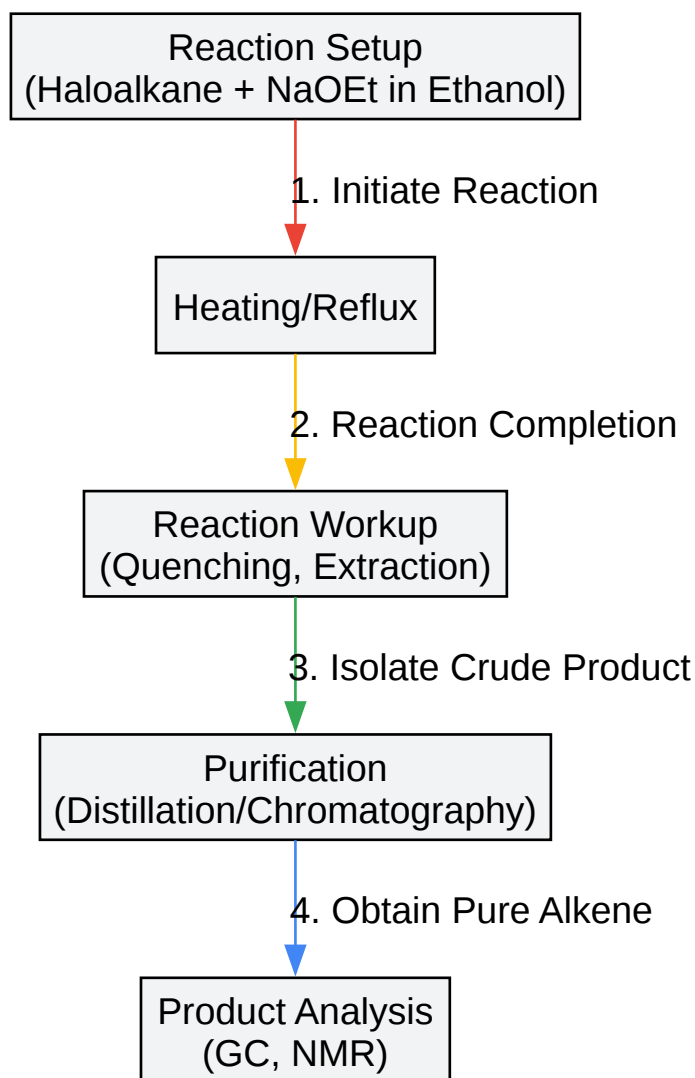 Reaction Setup
(Haloalkane + NaOEt in Ethanol)
1. Initiate Reaction
Heating/Reflux
2. Reaction Completion
Reaction Workup
(Quenching, Extraction)
3. Isolate Crude Product
Purification
(Distillation/Chromatography)
4. Obtain Pure Alkene
Product Analysis
(GC, NMR)